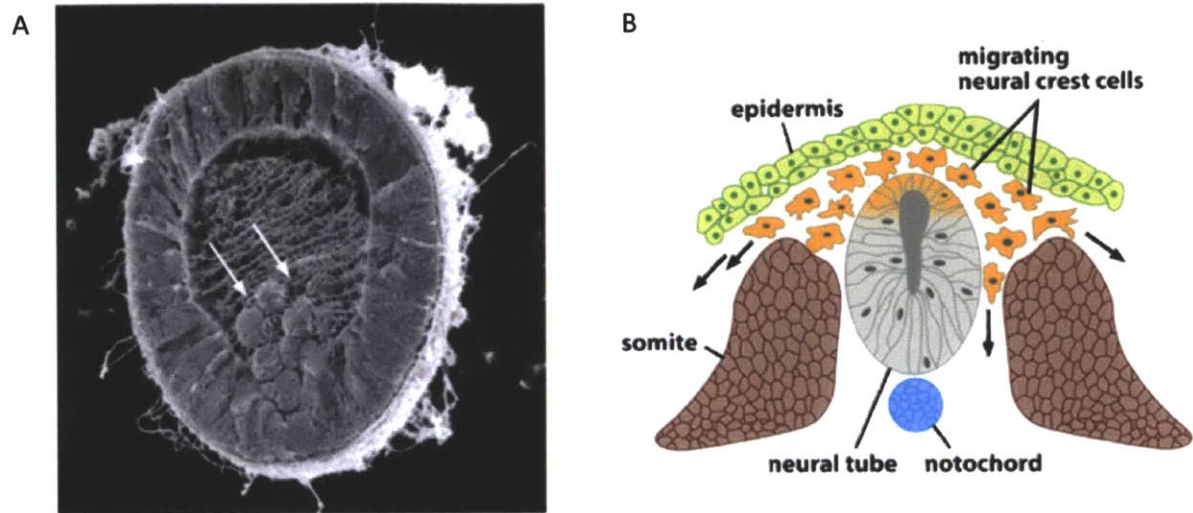 A
B
migrating
neural crest cells
epidermis
somite
neural tube
notochord